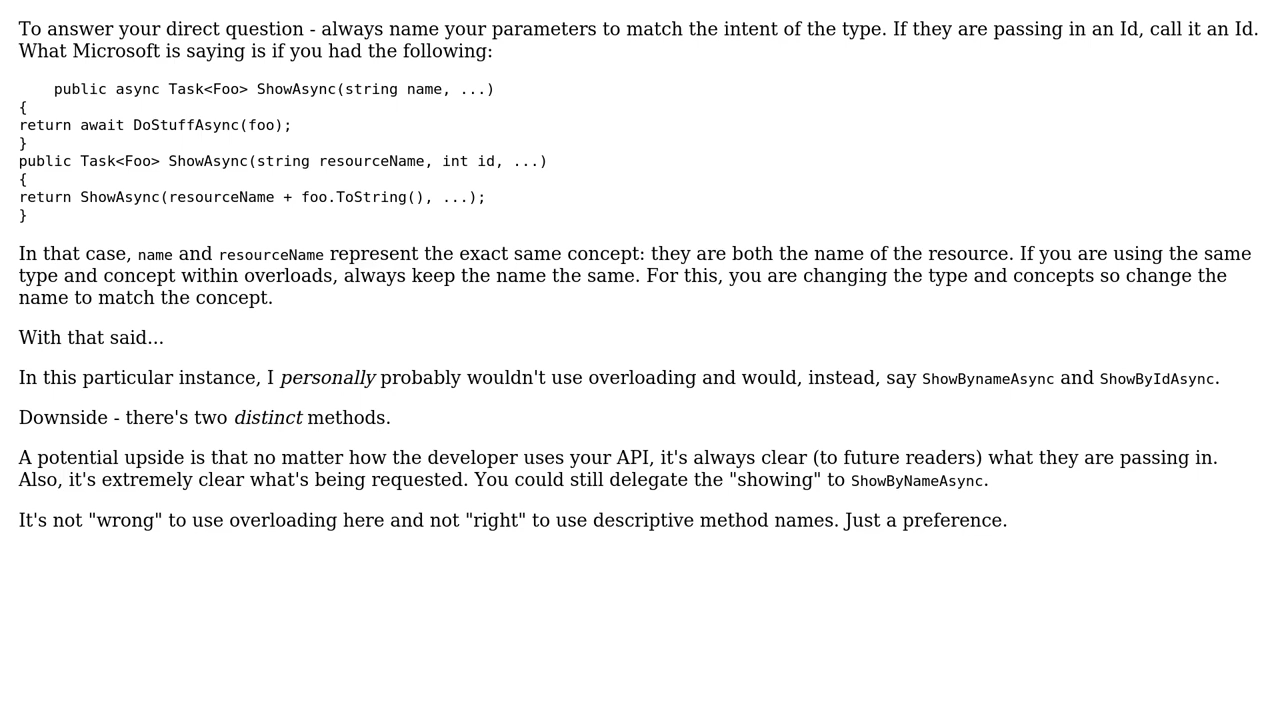 To answer your direct question - always name your parameters to match the intent of the type. If they are passing in an Id, call it an Id.
What Microsoft is saying is if you had the following:
public async Task<Foo> ShowAsync(string name, ...)
{
return await DoStuffAsync(foo);
}
public Task<Foo> ShowAsync(string resourceName, int id, ...)
{
return ShowAsync(resourceName + foo.ToString(), ...);
}
In that case, name and resourceName represent the exact same concept: they are both the name of the resource. If you are using the same
type and concept within overloads, always keep the name the same. For this, you are changing the type and concepts so change the
name to match the concept.
With that said...
In this particular instance, I personally probably wouldn't use overloading and would, instead, say ShowBynameAsync and ShowByIdAsync.
Downside - there's two distinct methods.
A potential upside is that no matter how the developer uses your API, it's always clear (to future readers) what they are passing in.
Also, it's extremely clear what's being requested. You could still delegate the "showing" to ShowByNameAsync.
It's not "wrong" to use overloading here and not "right" to use descriptive method names. Just a preference.